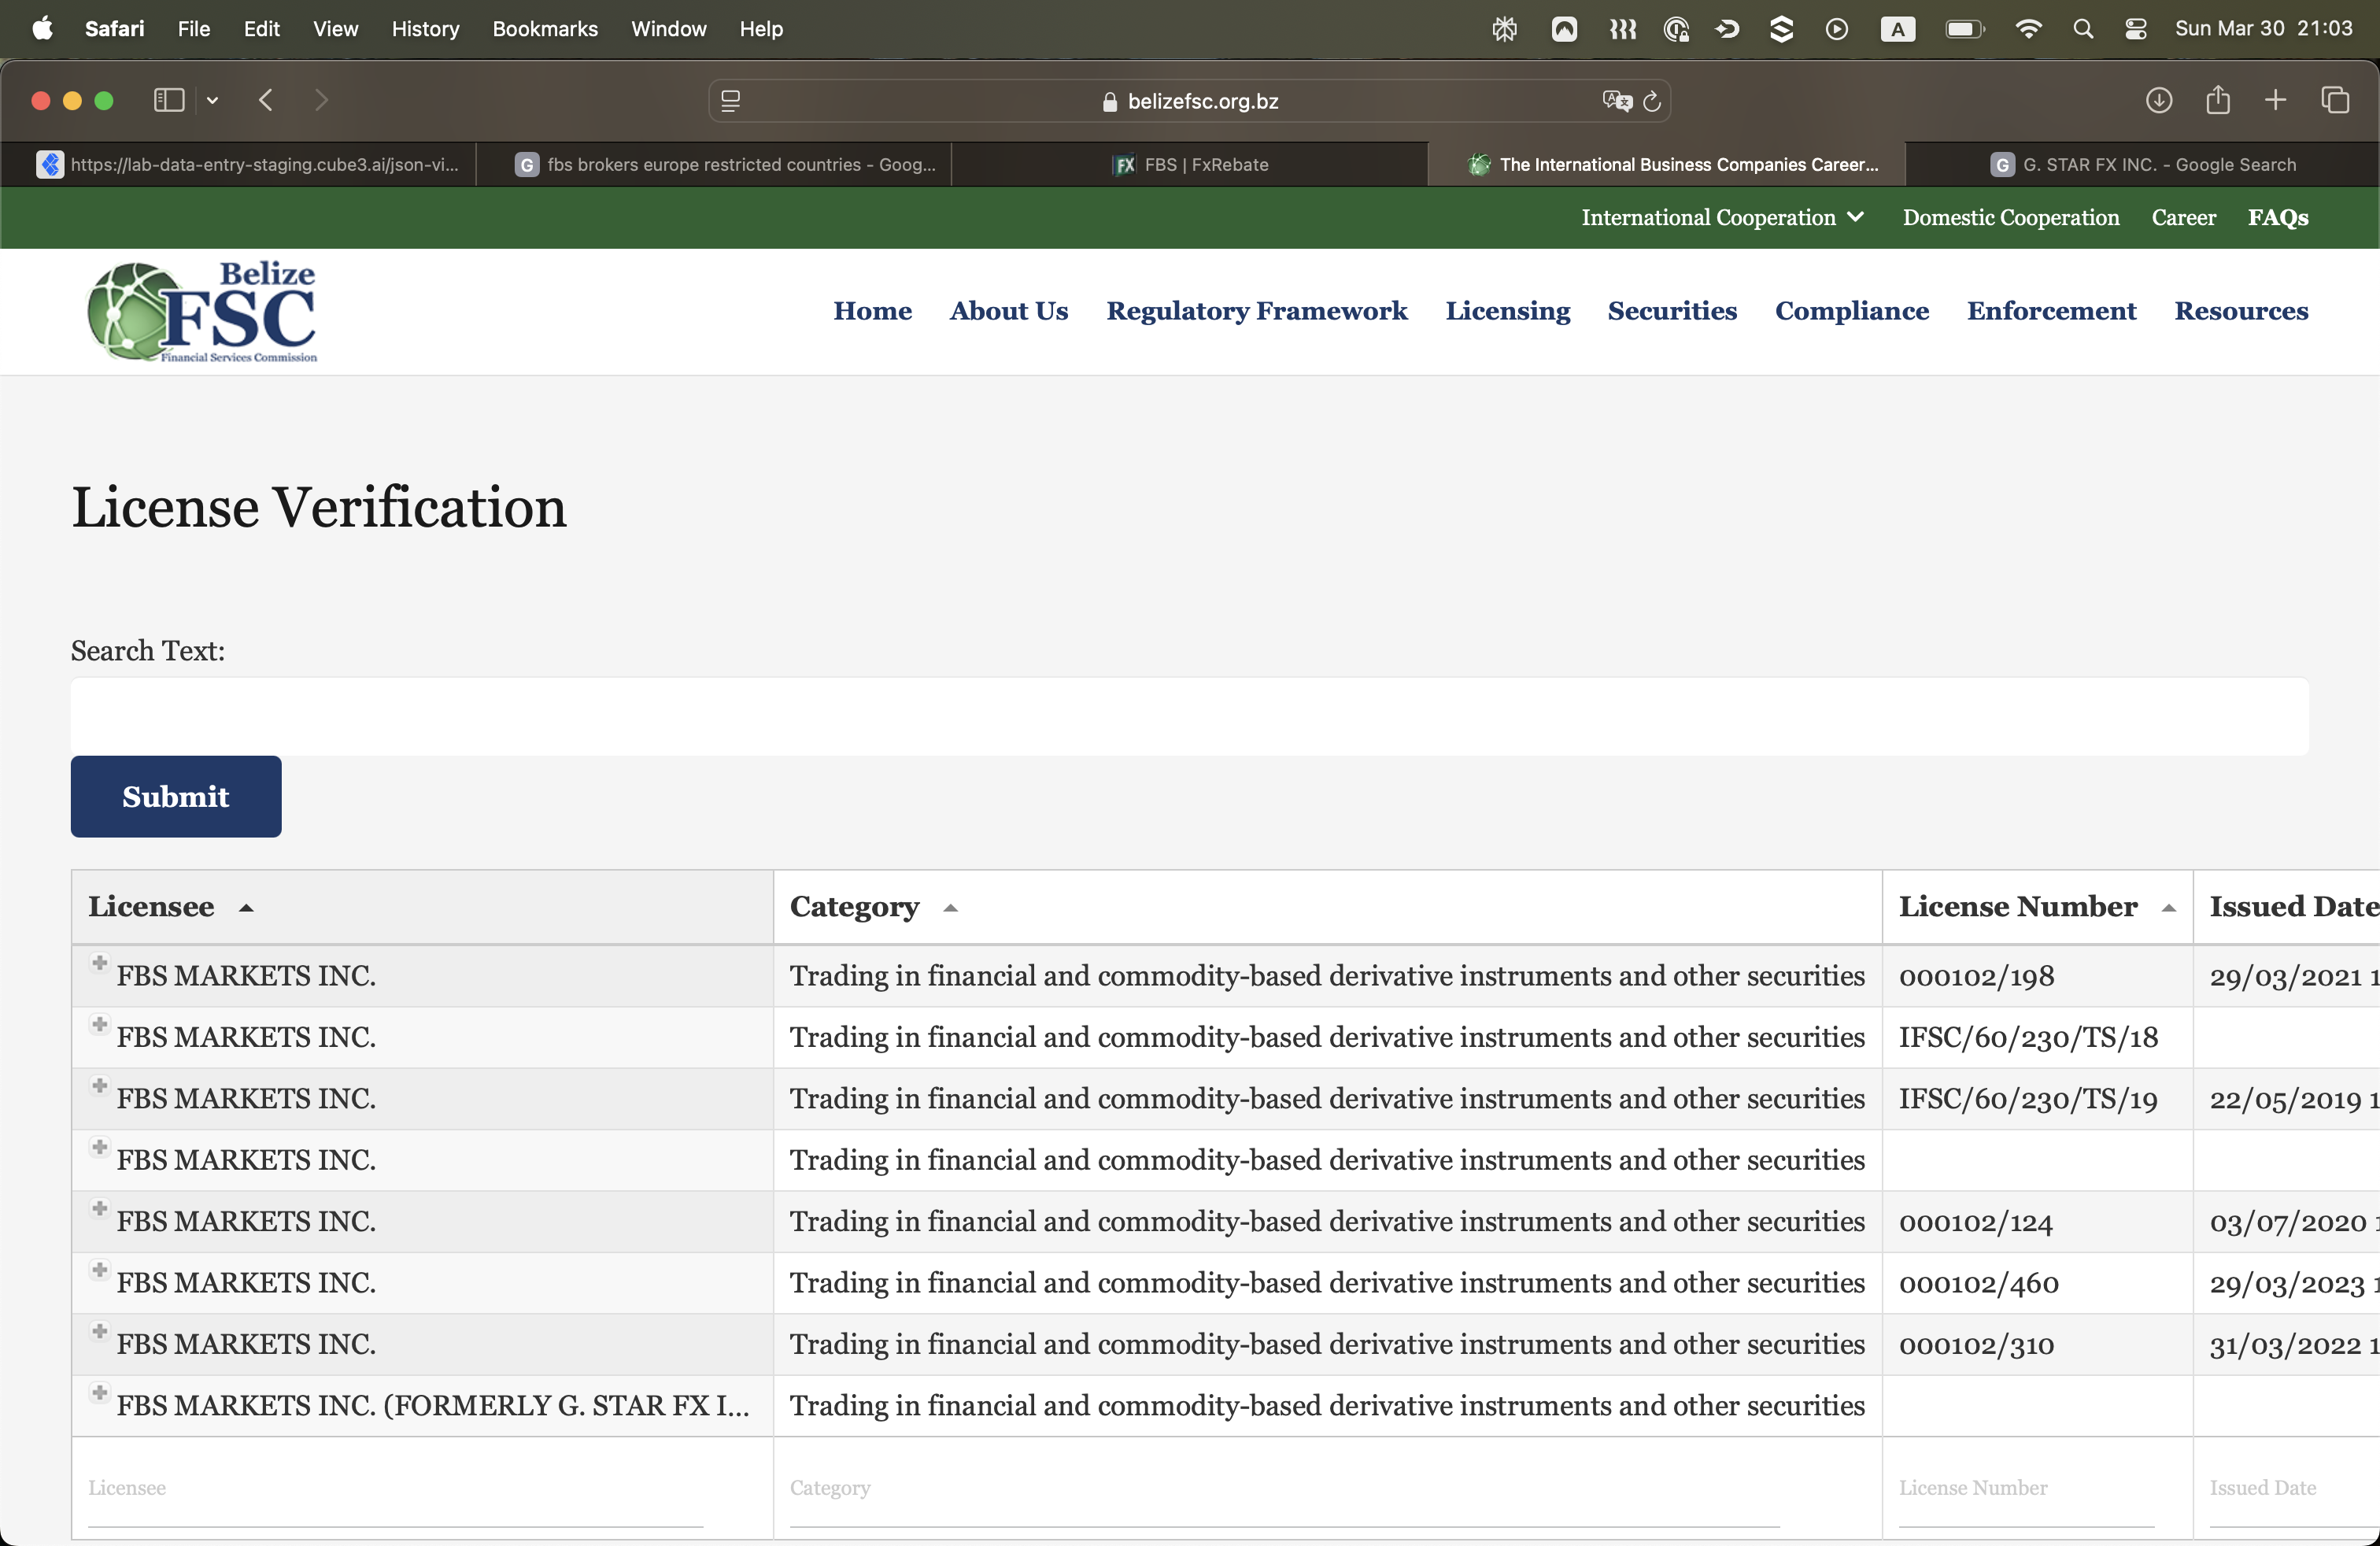 Safari File Edit View History Bookmarks Window Help A Sun Mar 30 21:03
belizefsc.org.bz
https://lab-data-entry-staging.cube3.ai/json-vi... G fbs brokers europe restricted countries - Goog... FX FBS | FxRebate The International Business Companies Career... G G. STAR FX INC. - Google Search
International Cooperation Domestic Cooperation Career FAQs
Belize
FSC
Financial Services Commission
Home About Us Regulatory Framework Licensing Securities Compliance Enforcement Resources
License Verification
Search Text:
Submit
Licensee Category License Number Issued Date
FBS MARKETS INC. Trading in financial and commodity-based derivative instruments and other securities 000102/198 29/03/2021 1
FBS MARKETS INC. Trading in financial and commodity-based derivative instruments and other securities IFSC/60/230/TS/18
FBS MARKETS INC. Trading in financial and commodity-based derivative instruments and other securities IFSC/60/230/TS/19 22/05/2019 1
FBS MARKETS INC. Trading in financial and commodity-based derivative instruments and other securities
FBS MARKETS INC. Trading in financial and commodity-based derivative instruments and other securities 000102/124 03/07/2020 1
FBS MARKETS INC. Trading in financial and commodity-based derivative instruments and other securities 000102/460 29/03/2023 1
FBS MARKETS INC. Trading in financial and commodity-based derivative instruments and other securities 000102/310 31/03/2022 1
FBS MARKETS INC. (FORMERLY G. STAR FX I... Trading in financial and commodity-based derivative instruments and other securities
Licensee Category License Number Issued Date